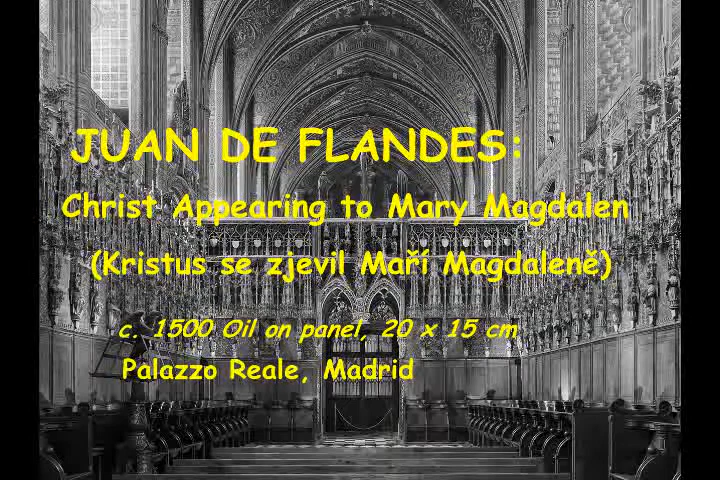 JUAN DE FLANDES:
Christ Appearing to Mary Magdalen
(Kristus se zjevil Maří Magdaleně)
c. 1500 Oil on panel, 20 x 15 cm
Palazzo Reale, Madrid